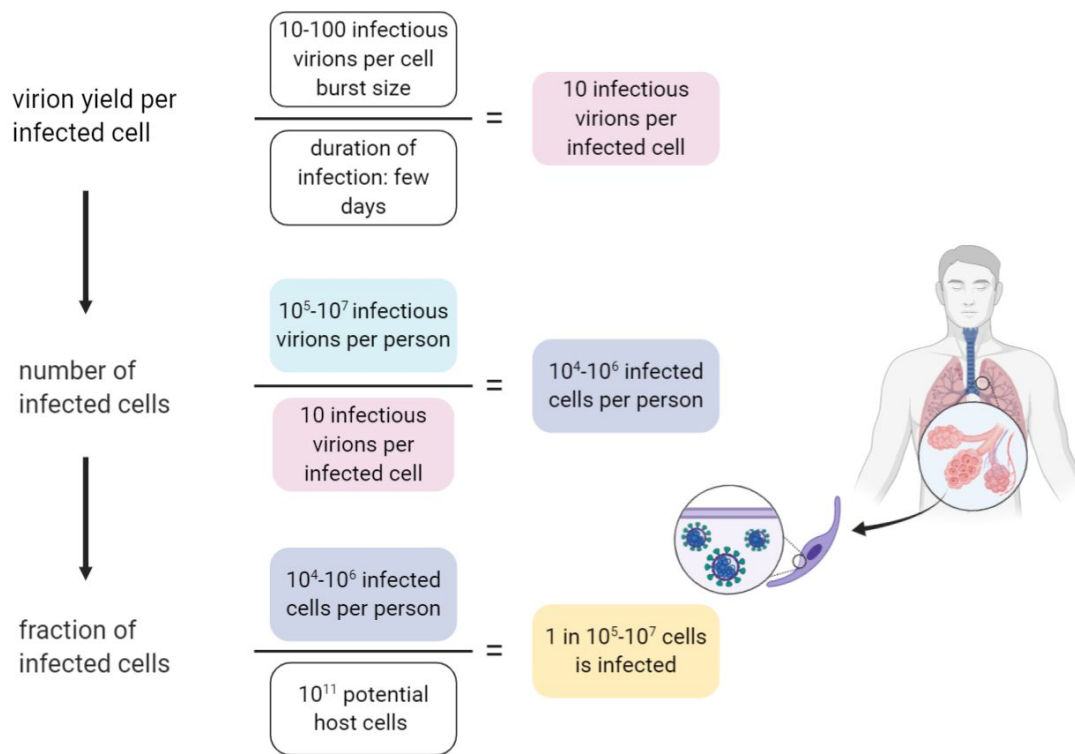 virion yield per
infected cell
10-100 infectious
virions per cell
burst size
duration of
infection: few
days
=
10 infectious
virions per
infected cell
number of
infected cells
10⁵-10⁷ infectious
virions per person
10 infectious
virions per
infected cell
=
10⁴-10⁶ infected
cells per person
fraction of
infected cells
10⁴-10⁶ infected
cells per person
10¹¹ potential
host cells
=
1 in 10⁵-10⁷ cells
is infected